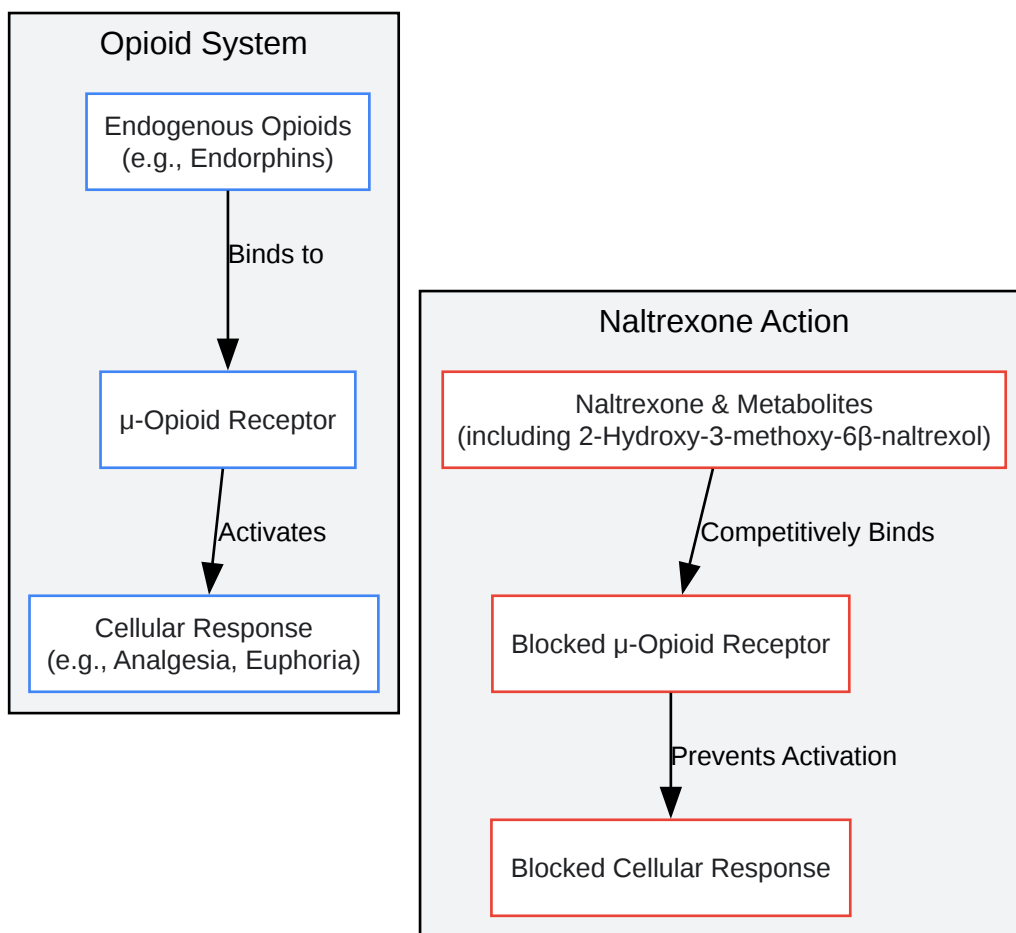 Opioid System
Endogenous Opioids
(e.g., Endorphins)
Binds to
μ-Opioid Receptor
Activates
Cellular Response
(e.g., Analgesia, Euphoria)
Naltrexone Action
Naltrexone & Metabolites
(including 2-Hydroxy-3-methoxy-6β-naltrexol)
Competitively Binds
Blocked μ-Opioid Receptor
Prevents Activation
Blocked Cellular Response